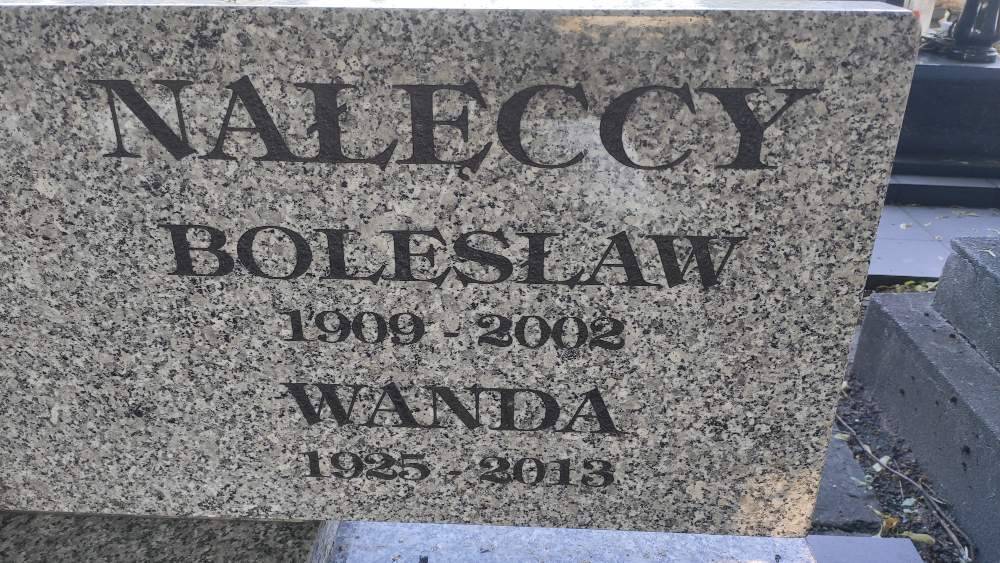 NAŁĘCCY
BOLESŁAW
1909 - 2002
WANDA
1925 - 2013